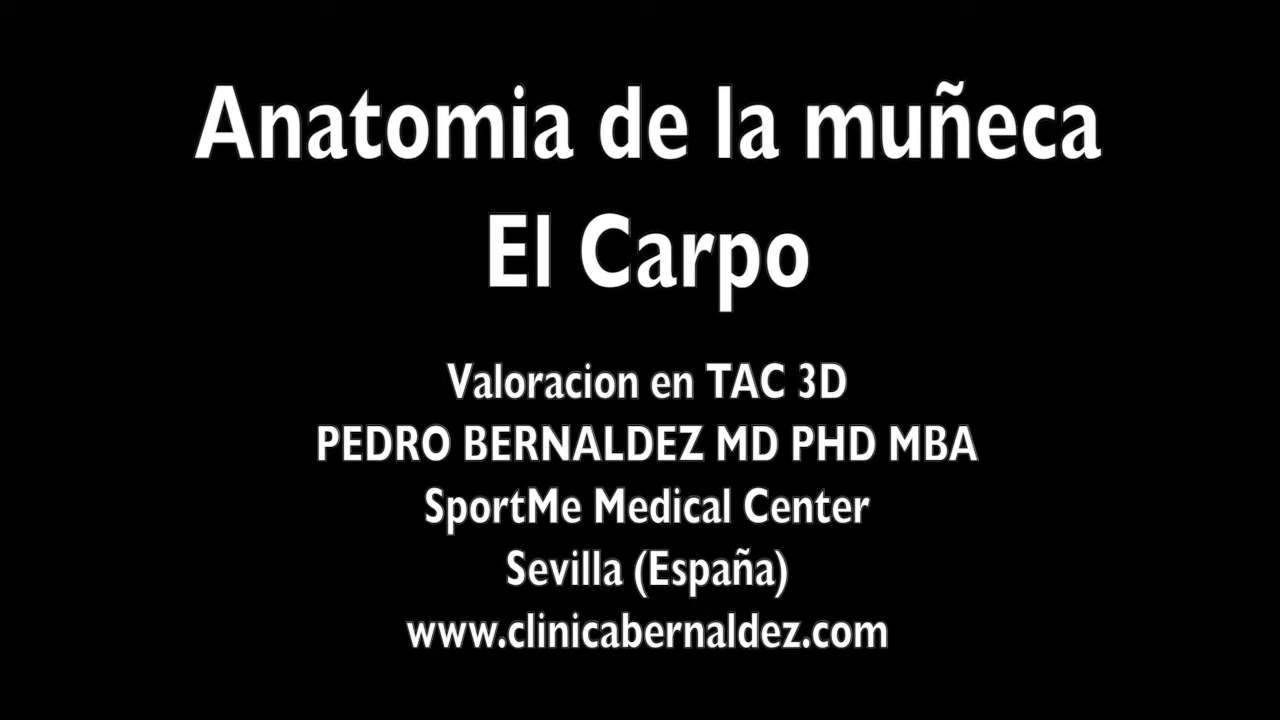 Anatomia de la muñeca
El Carpo
Valoracion en TAC 3D
PEDRO BERNALDEZ MD PHD MBA
SportMe Medical Center
Sevilla (España)
www.clinicabernaldez.com